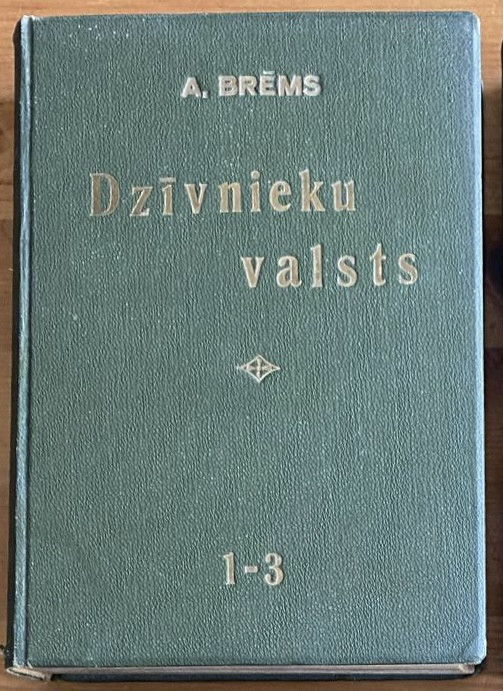 A. BRĒMS
Dzīvnieku
valsts
1-3